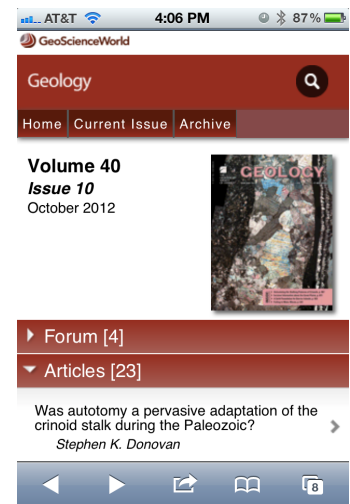 AT&T 4:06 PM 87%
GeoScienceWorld
Geology
Home Current Issue Archive
Volume 40
Issue 10
October 2012
GEOLOGY
Forum [4]
Articles [23]
Was autotomy a pervasive adaptation of the
crinoid stalk during the Paleozoic?
Stephen K. Donovan
8